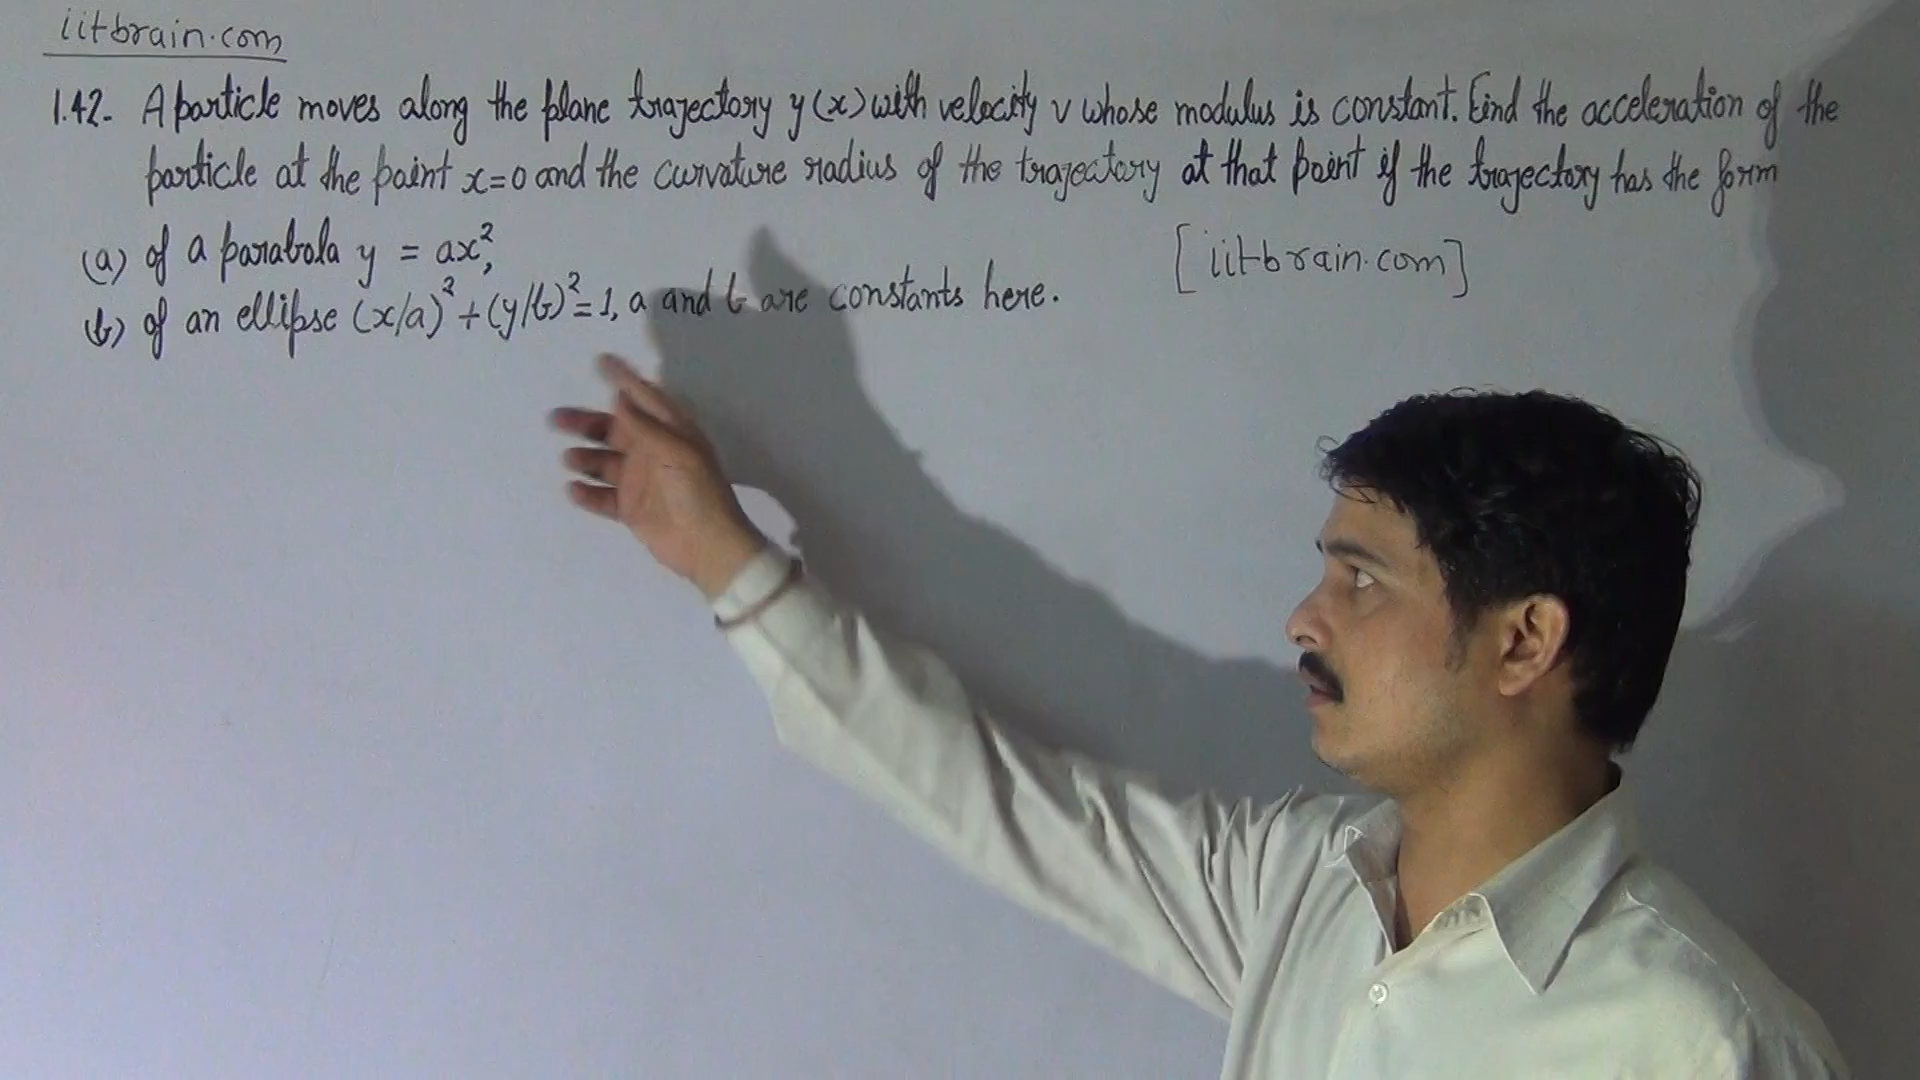 iitbrain.com
1.42. A particle moves along the plane trajectory y(x) with velocity v whose modulus is constant. Find the acceleration of the
particle at the point x=0 and the curvature radius of the trajectory at that point if the trajectory has the form
(a) of a parabola y = ax²;
[iitbrain.com]
(b) of an ellipse (x/a)² + (y/b)² = 1, a and b are constants here.